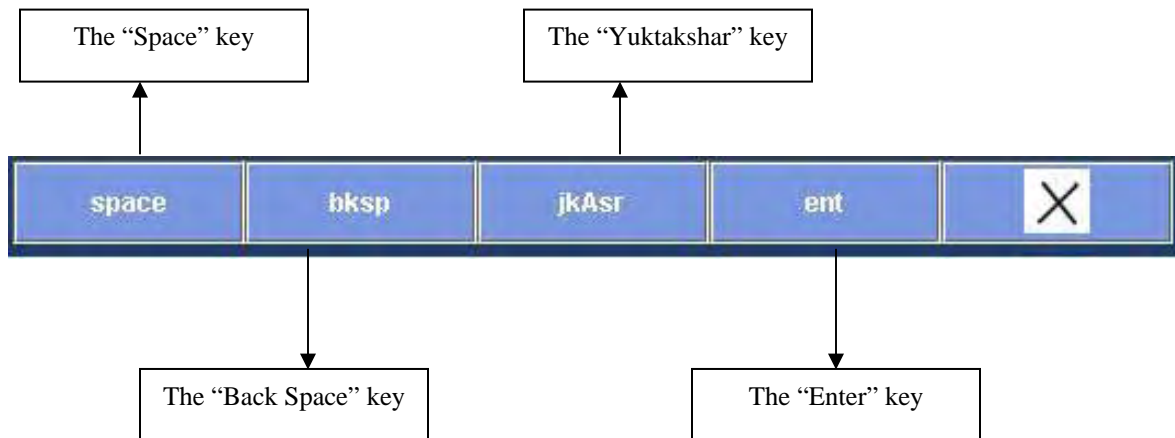 The “Space” key
The “Yuktakshar” key
space
bksp
jkAsr
ent
The “Back Space” key
The “Enter” key